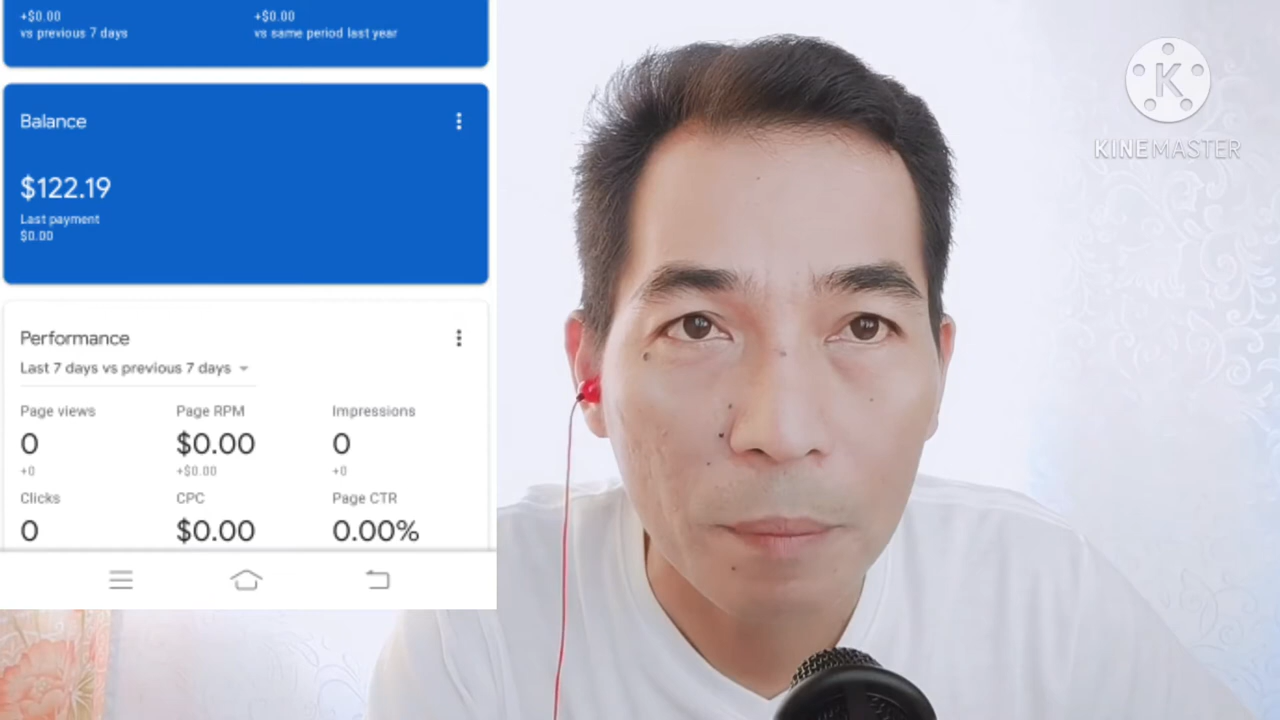 +$0.00 +$0.00
vs previous 7 days vs same period last year
Balance
$122.19
Last payment
$0.00
Performance
Last 7 days vs previous 7 days
Page views Page RPM Impressions
0 $0.00 0
+0 +$0.00 +0
Clicks CPC Page CTR
0 $0.00 0.00%
K
KINEMASTER